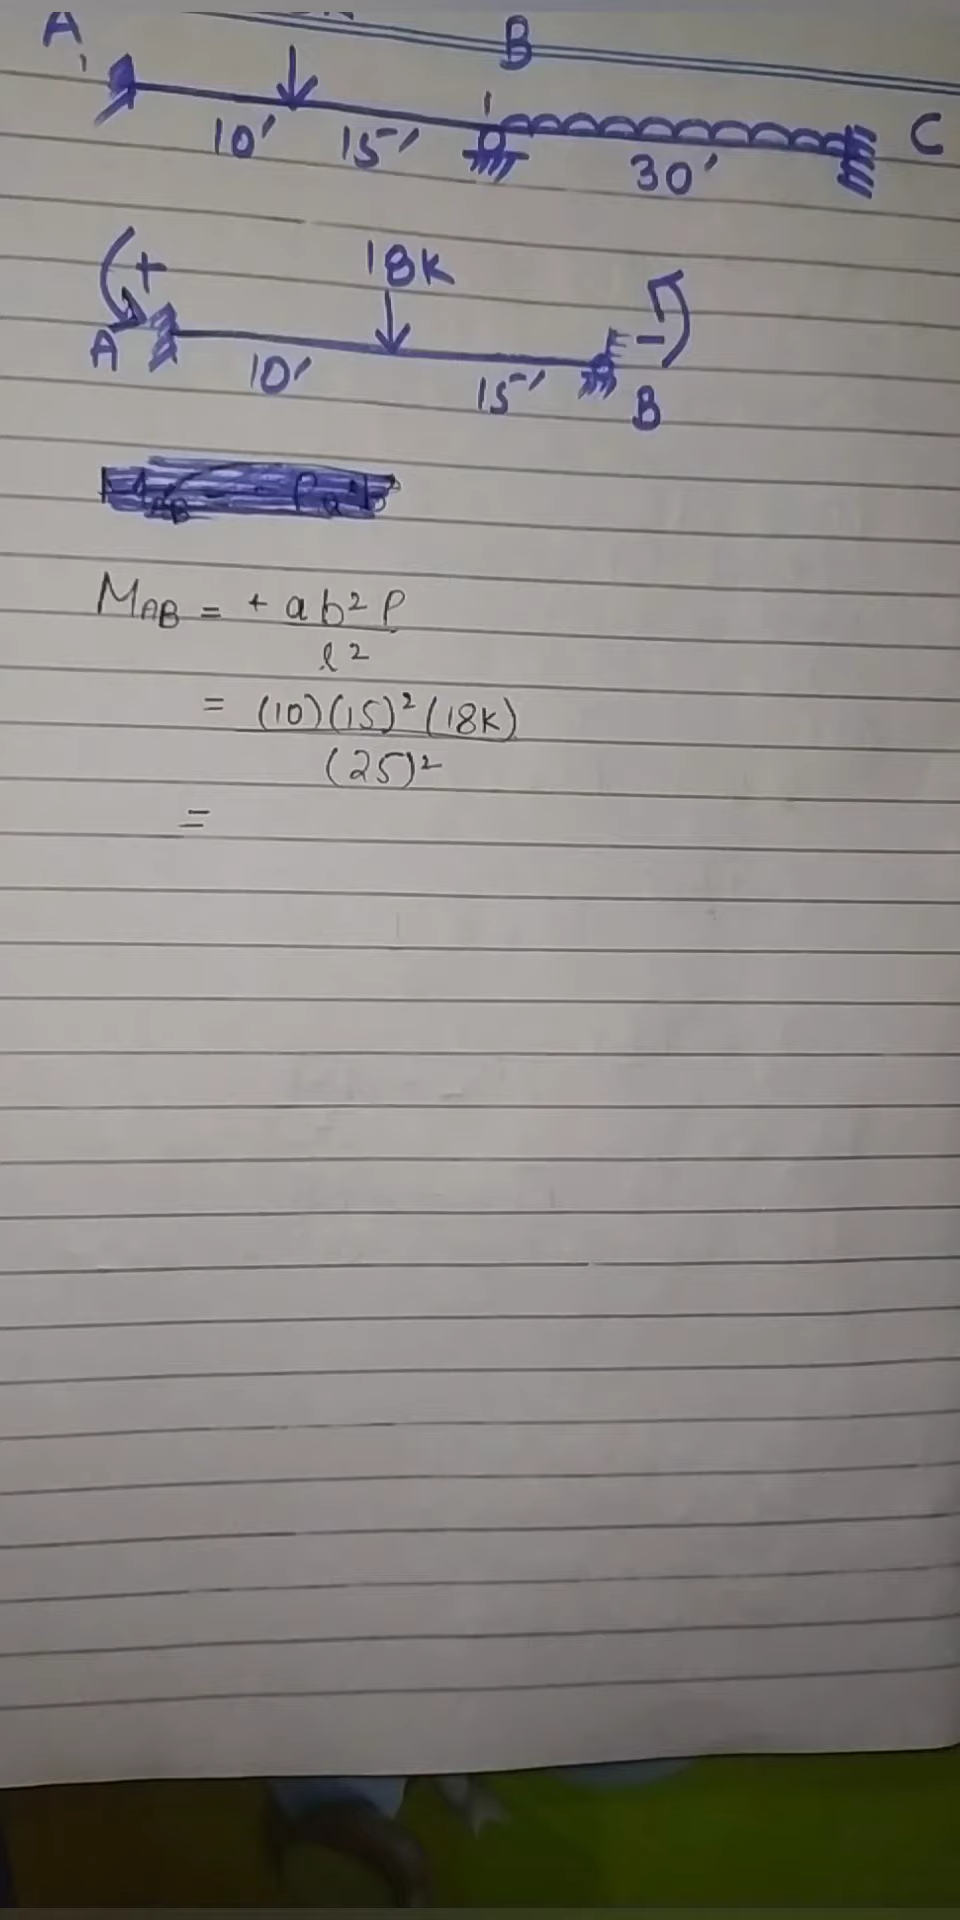 A B
C
10' 15' 30'
18K
+ -
A 10' 15' B
MAB = + ab²P
l²
= (10)(15)²(18K)
(25)²
=